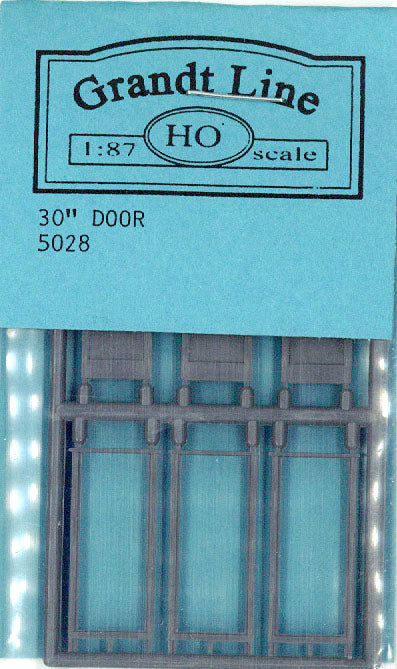 Grandt Line
1:87 HO scale
30" DOOR
5028